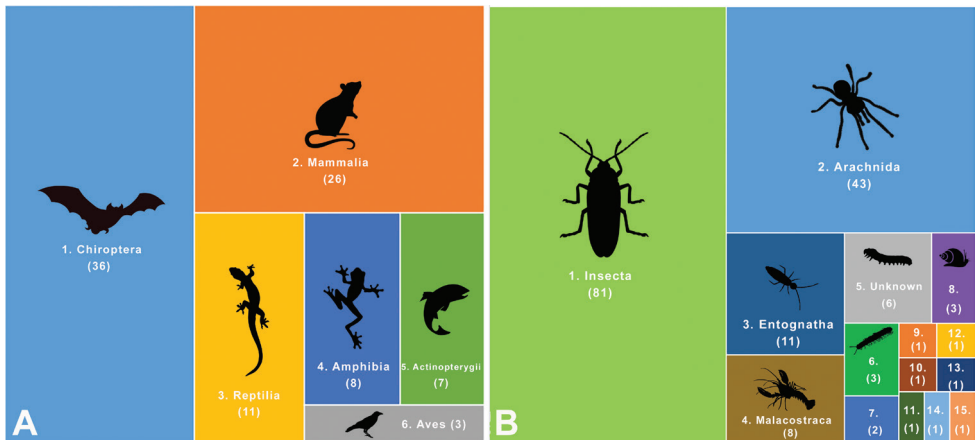 1. Chiroptera
(36)
2. Mammalia
(26)
3. Reptilia
(11)
4. Amphibia
(8)
5. Actinopterygii
(7)
6. Aves (3)
A
1. Insecta
(81)
2. Arachnida
(43)
3. Entognatha
(11)
4. Malacostraca
(8)
5. Unknown
(6)
6.
(3)
7.
(2)
8.
(3)
9.
(1)
10.
(1)
11.
(1)
12.
(1)
13.
(1)
14.
(1)
15.
(1)
B